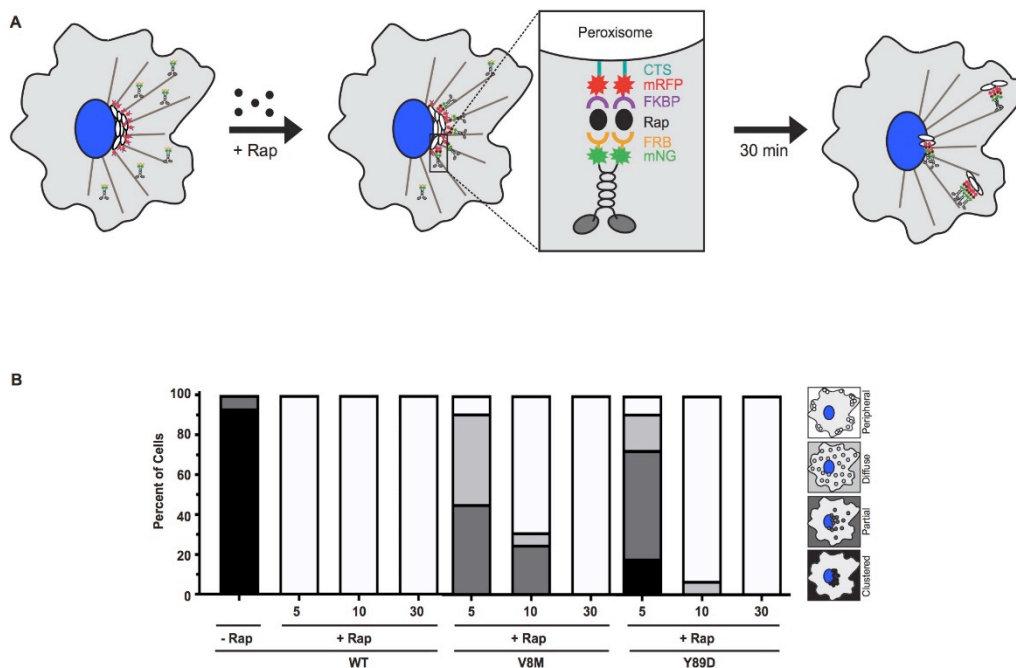 A
+ Rap
Peroxisome
CTS
mRFP
FKBP
Rap
FRB
mNG
30 min
B
Percent of Cells
100
80
60
40
20
0
5
10
30
5
10
30
5
10
30
- Rap
+ Rap
+ Rap
+ Rap
WT
V8M
Y89D
Peripheral
Diffuse
Partial
Clustered